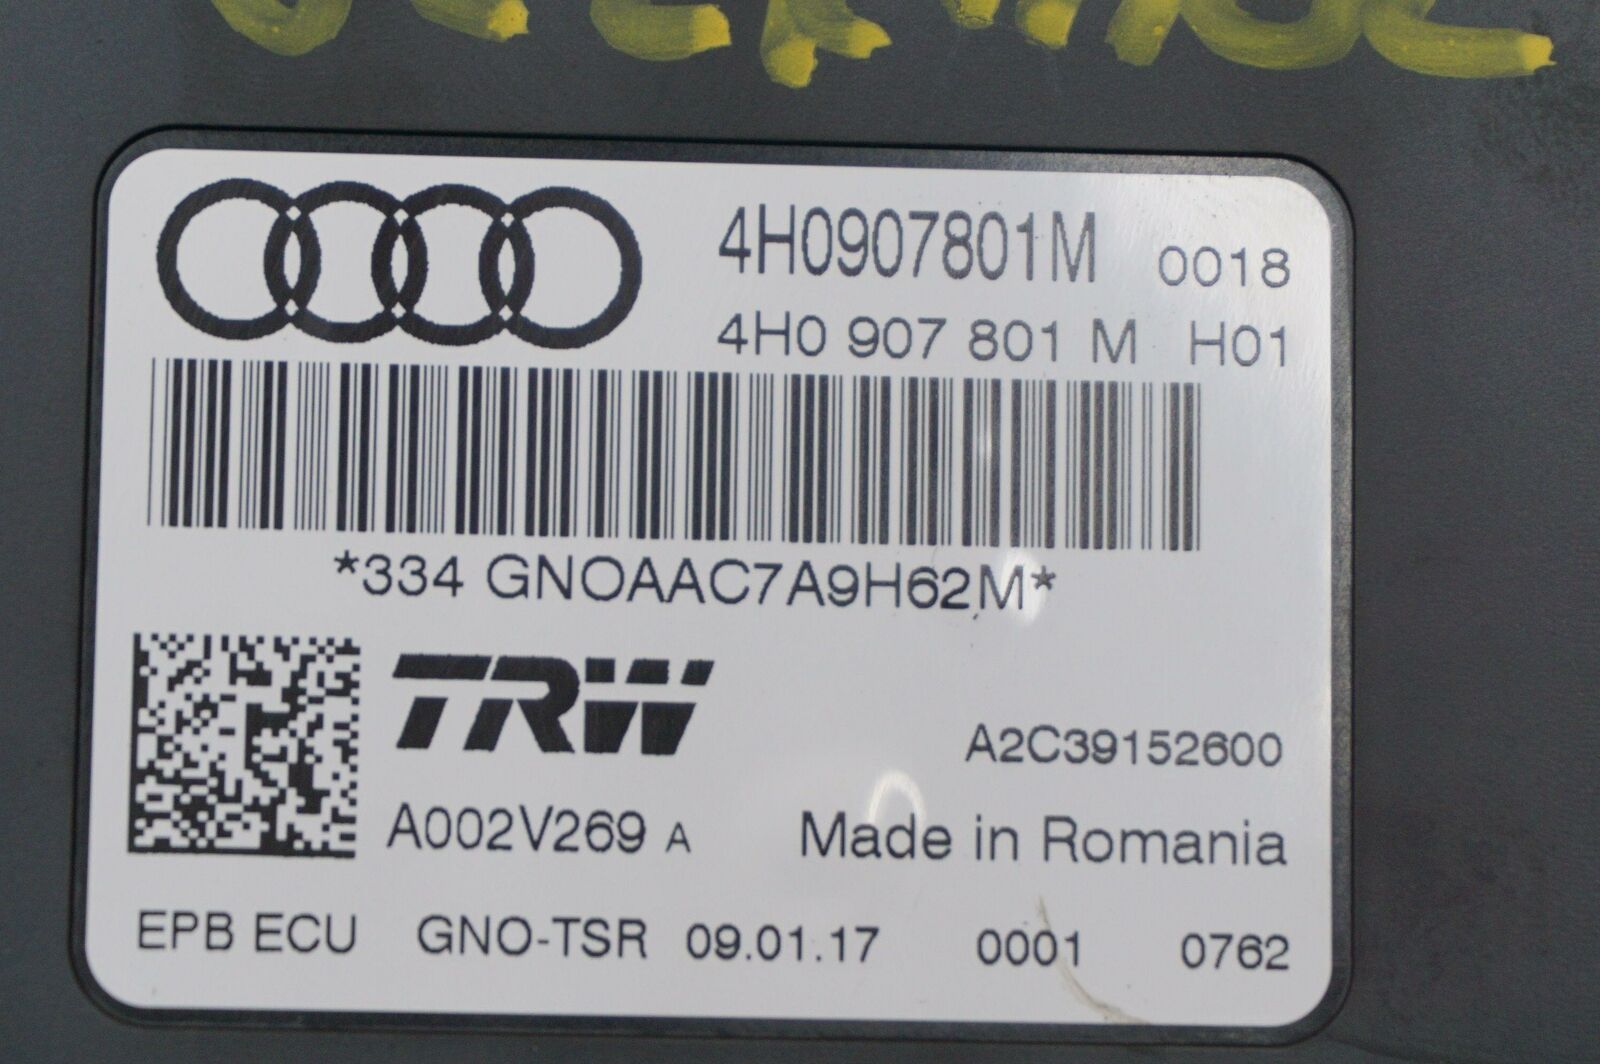 4H0907801M 0018
4H0 907 801 M H01
*334 GNOAAC7A9H62M*
TRW
A2C39152600
A002V269 A Made in Romania
EPB ECU GNO-TSR 09.01.17 0001 0762